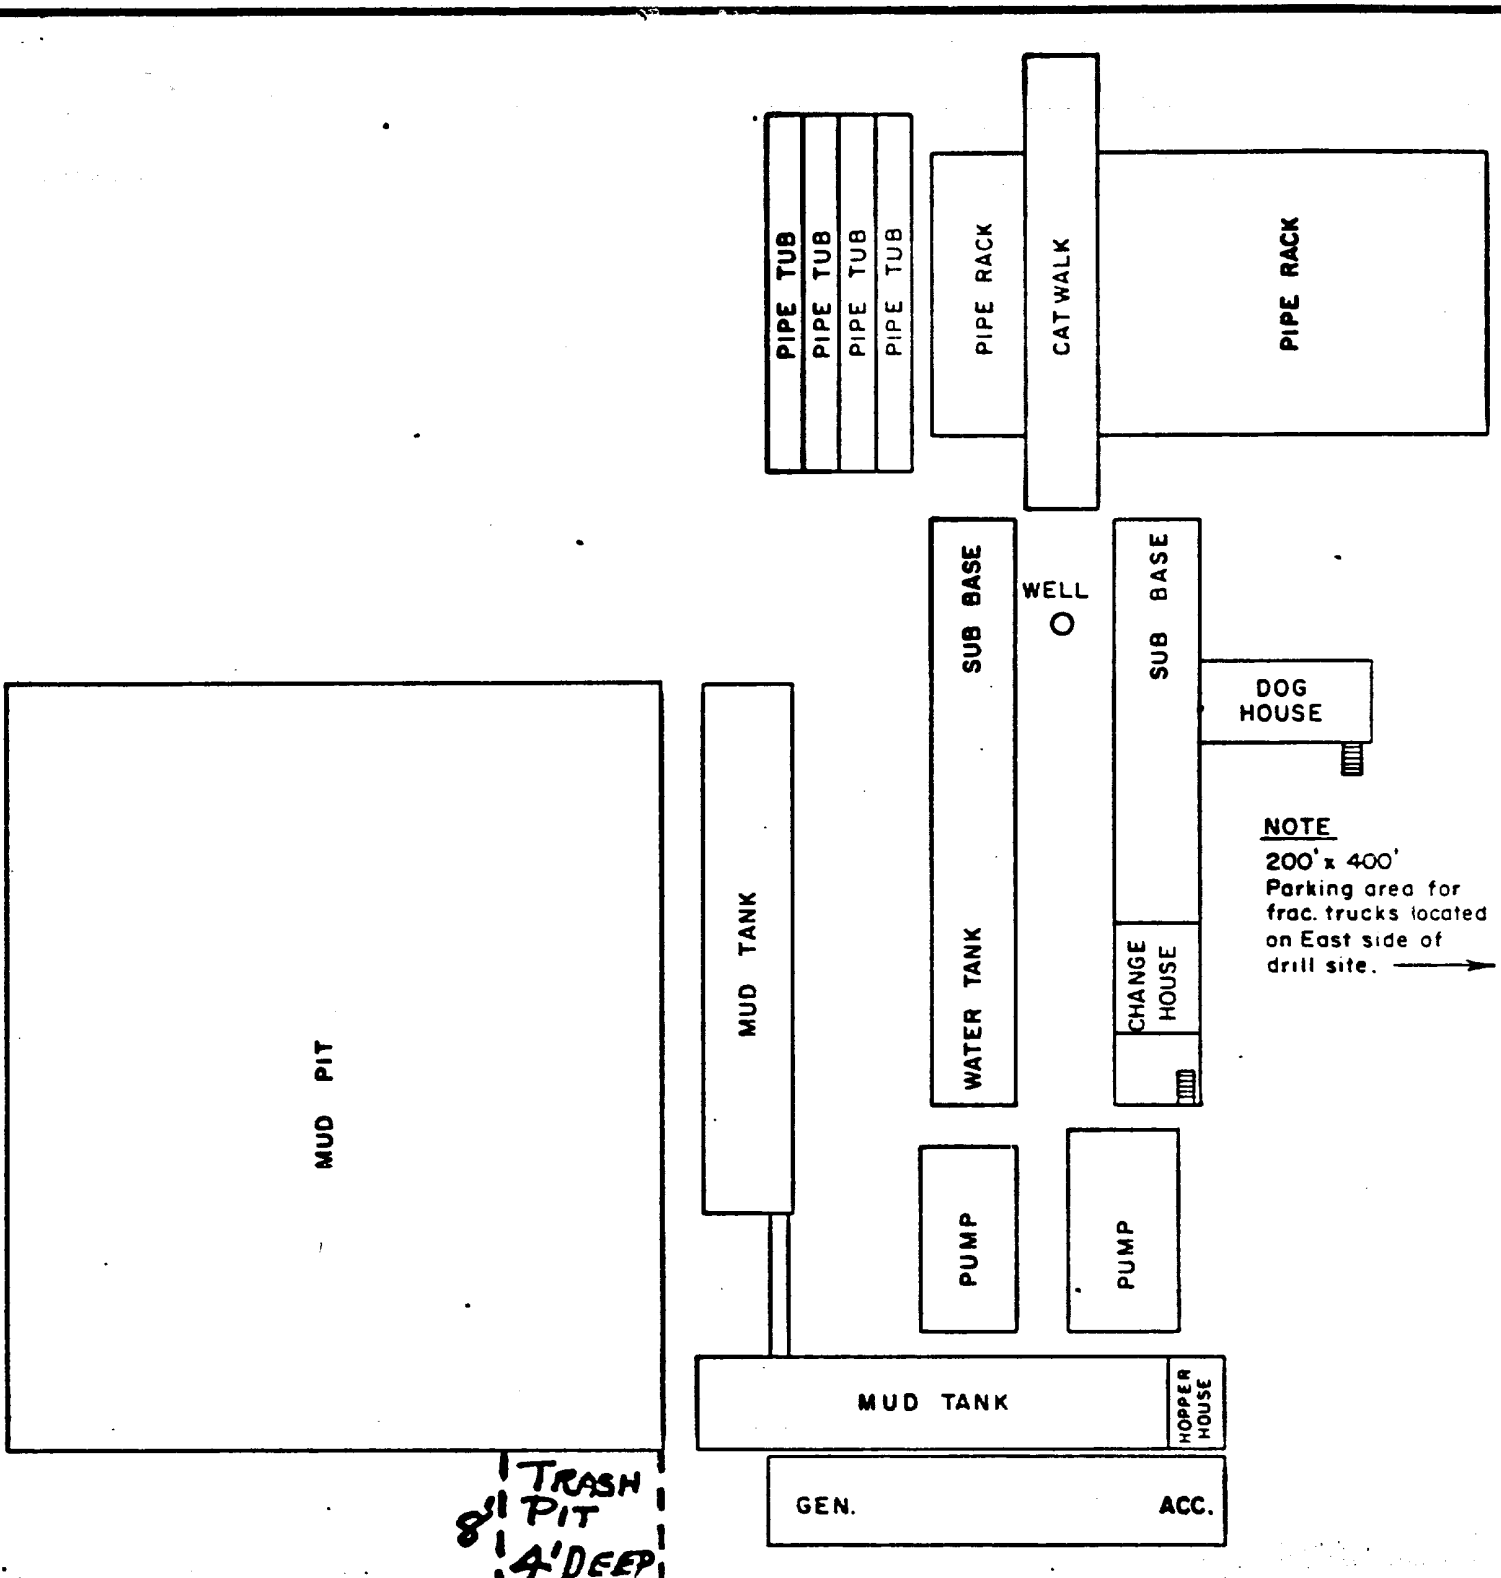 PIPE TUB
PIPE TUB
PIPE TUB
PIPE TUB
PIPE RACK
CATWALK
PIPE RACK
SUB BASE
WELL
SUB BASE
DOG
HOUSE
NOTE
200' x 400'
Parking area for
frac. trucks located
on East side of
drill site.
MUD PIT
MUD TANK
WATER TANK
CHANGE
HOUSE
PUMP
PUMP
MUD TANK
HOPPER
HOUSE
GEN.
ACC.
TRASH
PIT
8'
4' DEEP